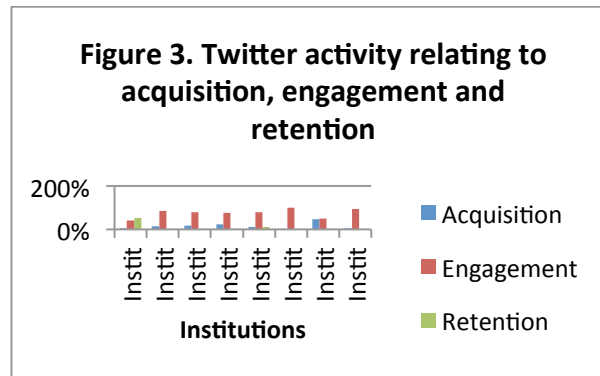 Figure 3. Twitter activity relating to
acquisition, engagement and
retention
200%
0%
Instit
Instit
Instit
Instit
Instit
Instit
Instit
Instit
Institutions
Acquisition
Engagement
Retention